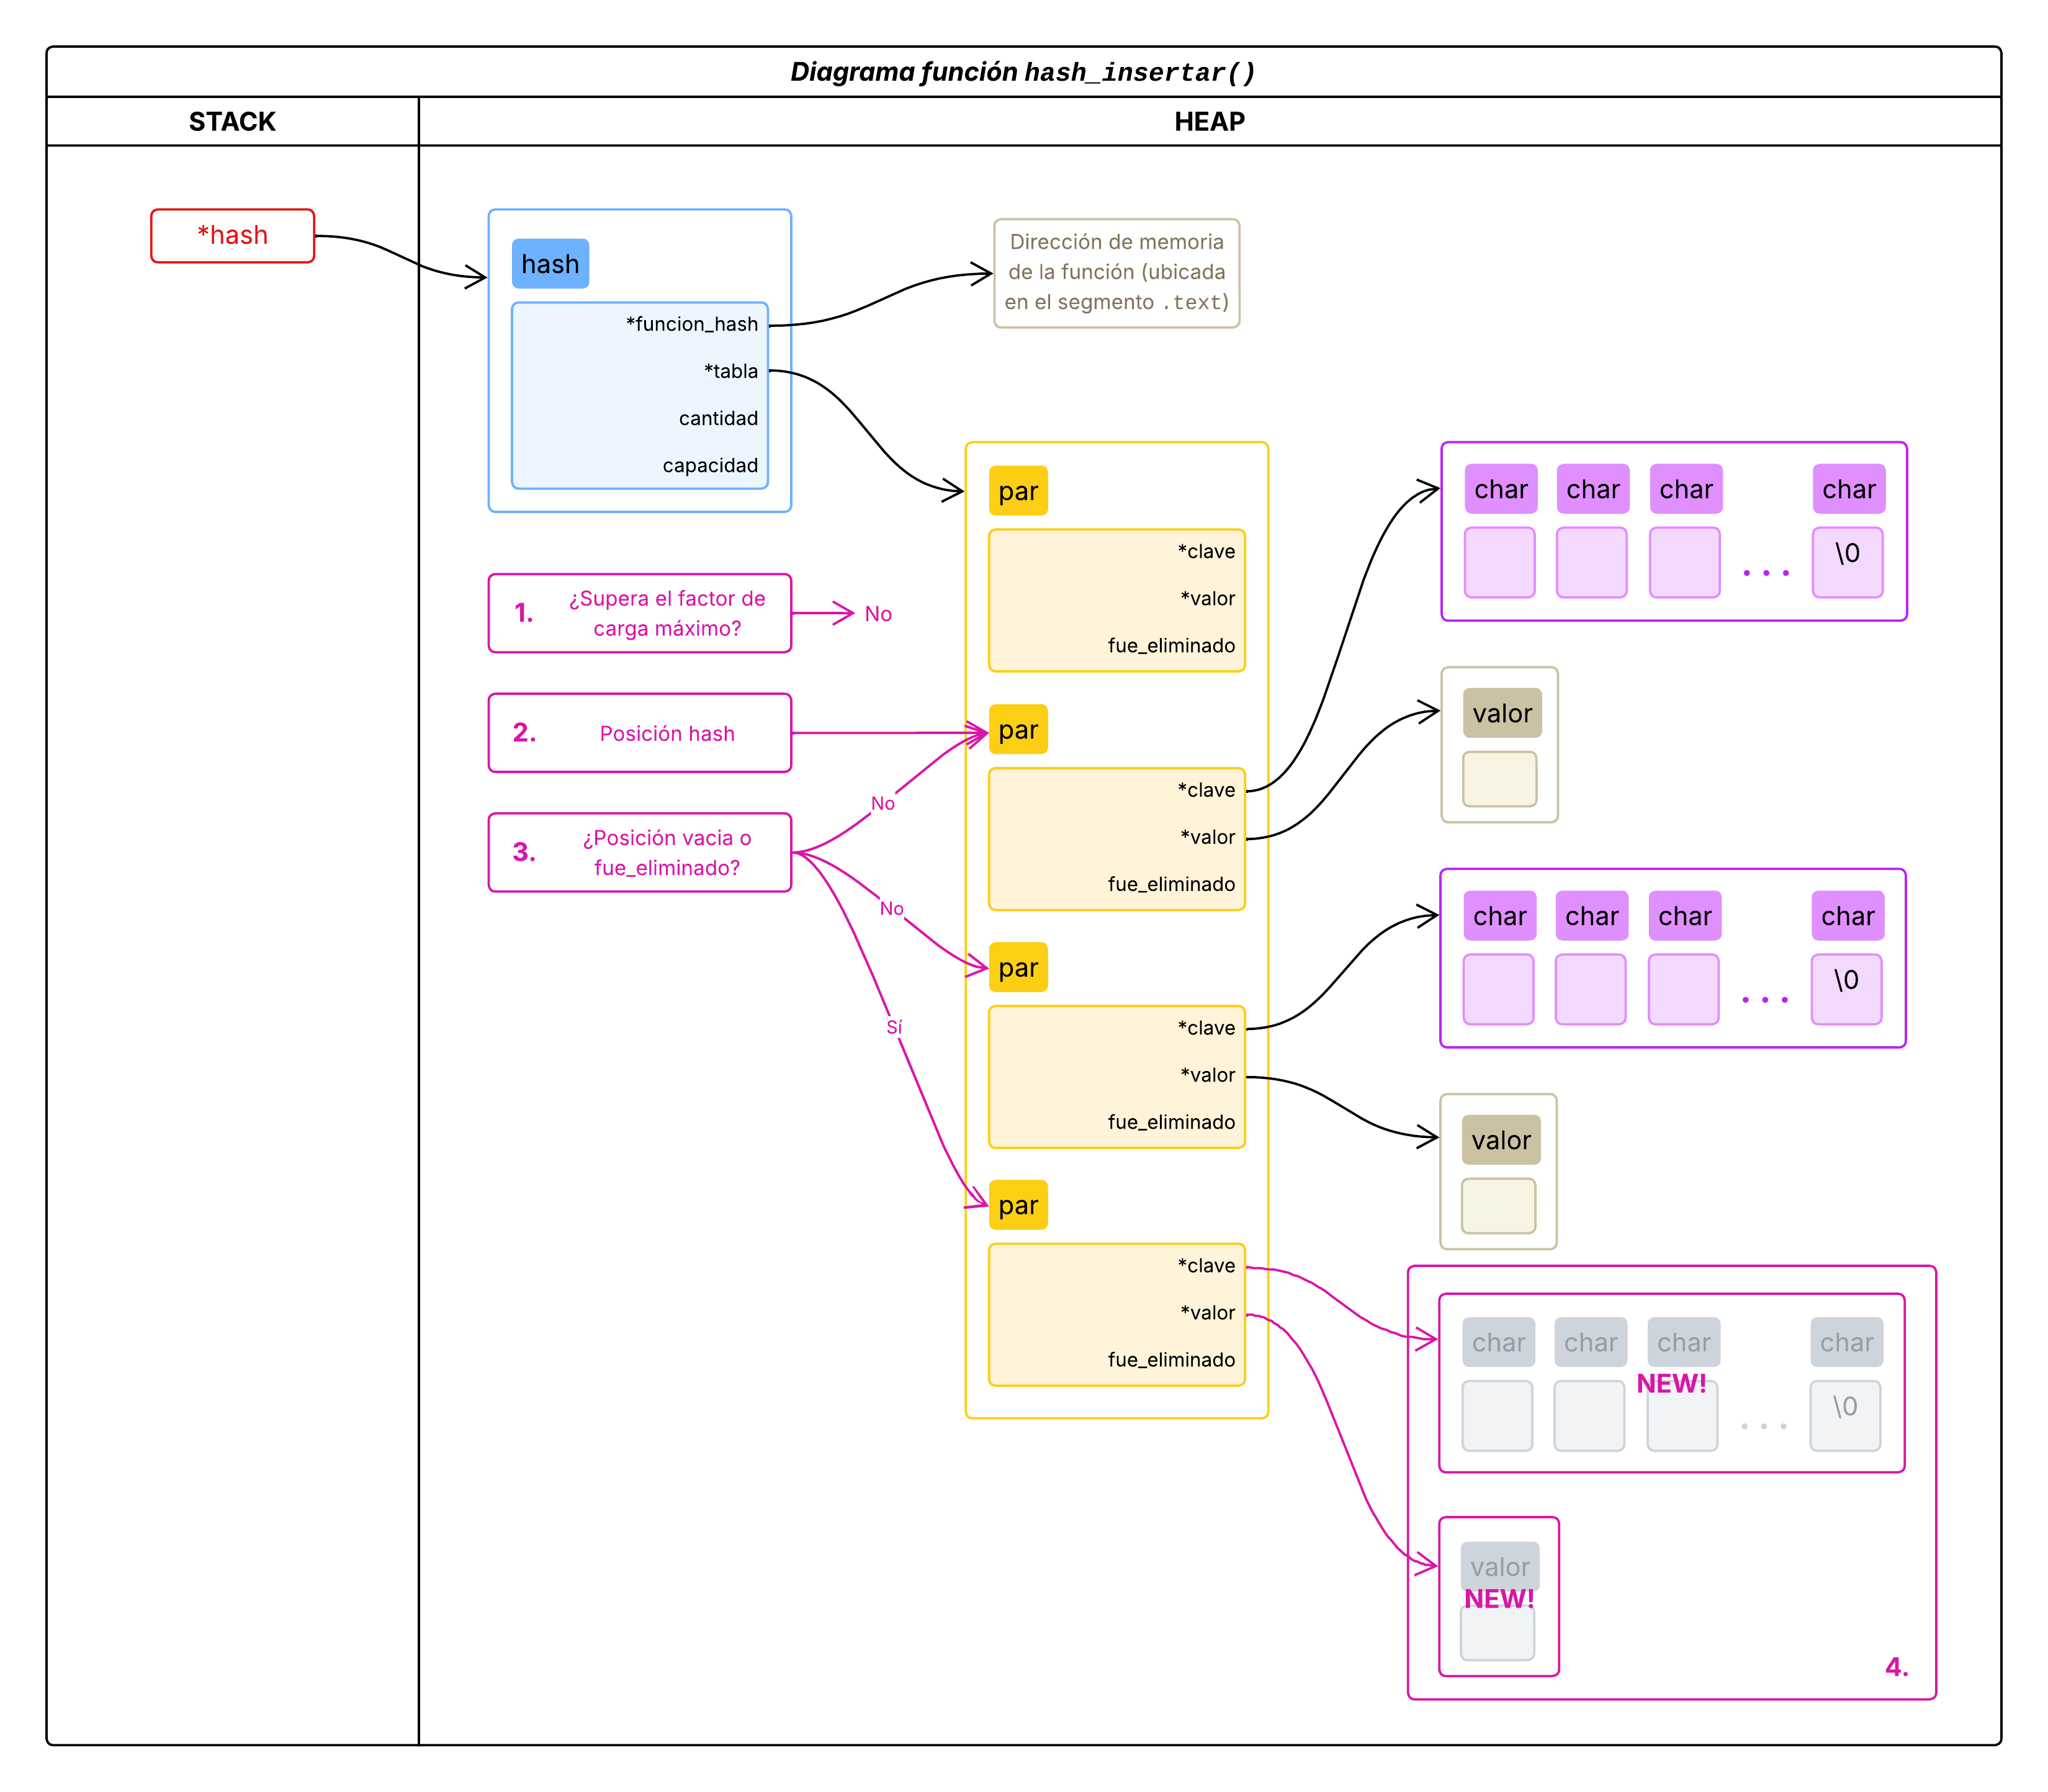 Diagrama función hash_insertar()
STACK
HEAP
*hash
hash
*funcion_hash
*tabla
cantidad
capacidad
Dirección de memoria
de la función (ubicada
en el segmento .text)
1.
¿Supera el factor de
carga máximo?
No
2.
Posición hash
3.
¿Posición vacia o
fue_eliminado?
No
No
Sí
par
*clave
*valor
fue_eliminado
par
*clave
*valor
fue_eliminado
par
*clave
*valor
fue_eliminado
par
*clave
*valor
fue_eliminado
char char char char
. . . \0
valor
char char char char
. . . \0
valor
char char char char
NEW!
. . . \0
valor
NEW!
4.